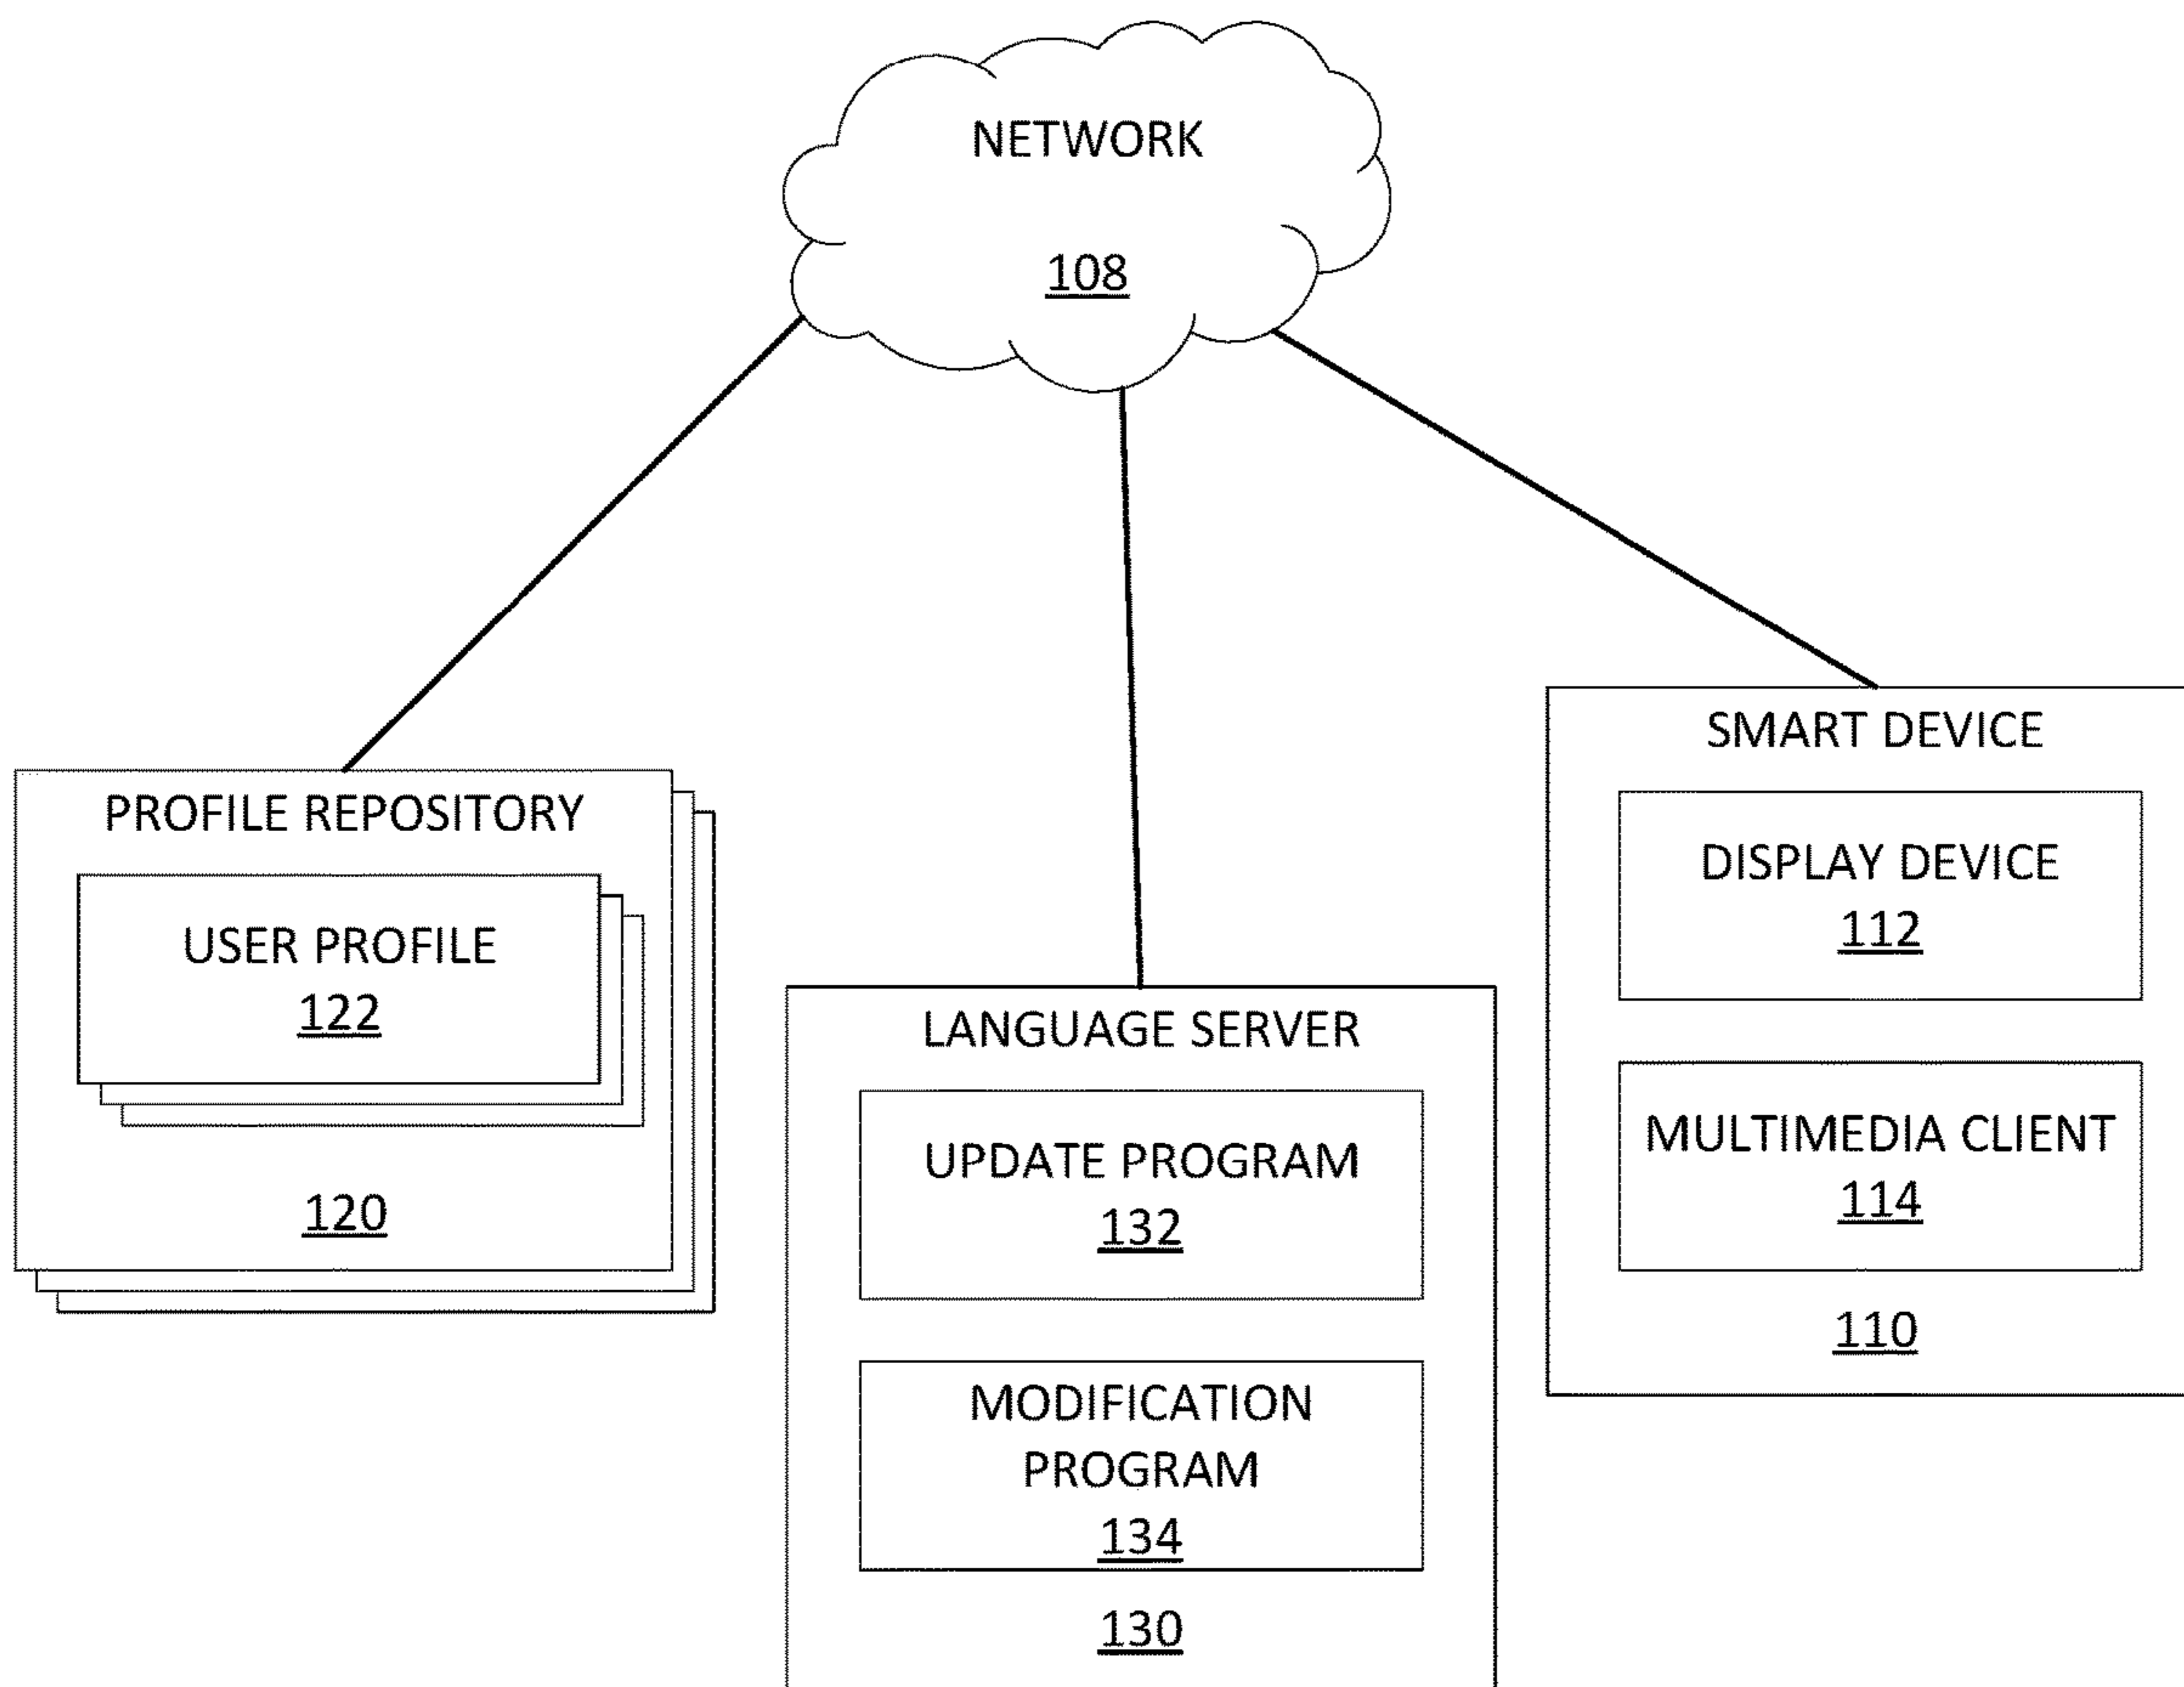 NETWORK
108
PROFILE REPOSITORY
USER PROFILE
122
120
LANGUAGE SERVER
UPDATE PROGRAM
132
MODIFICATION
PROGRAM
134
130
SMART DEVICE
DISPLAY DEVICE
112
MULTIMEDIA CLIENT
114
110